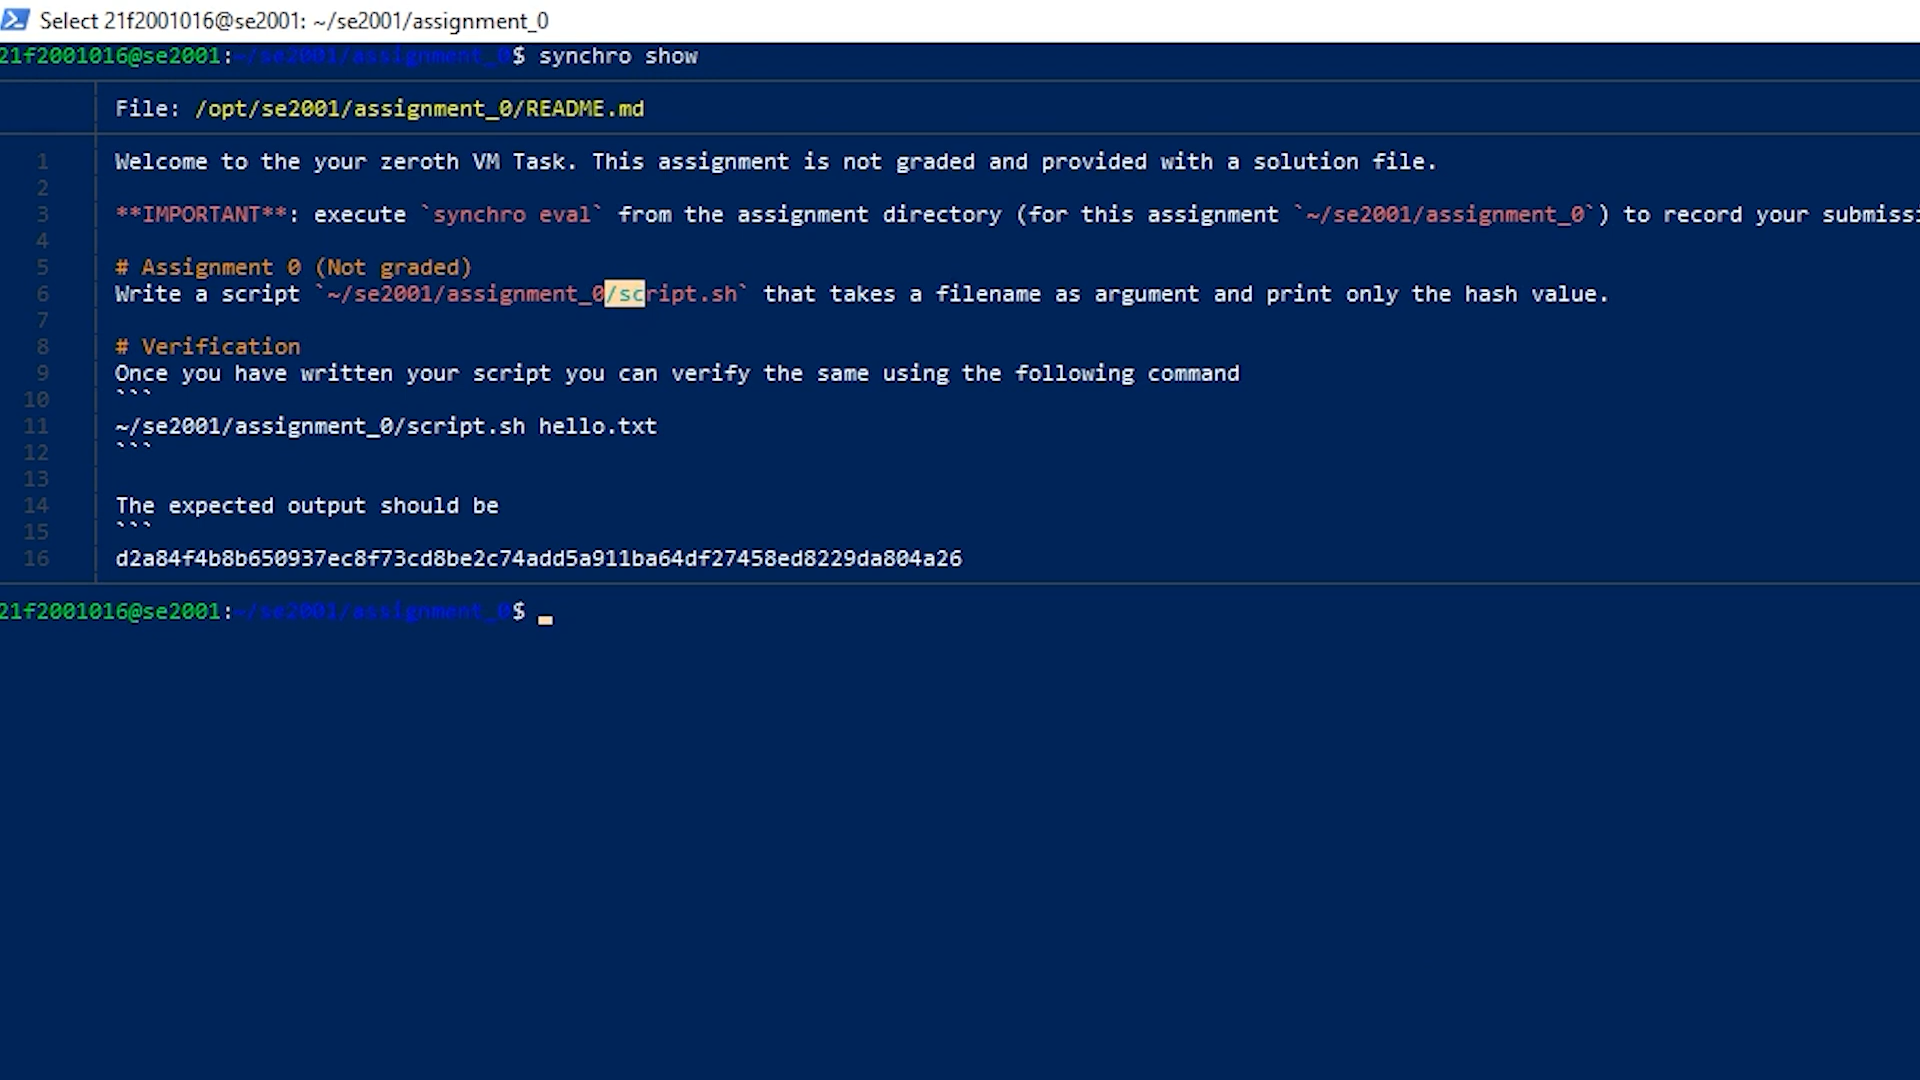 Select 21f2001016@se2001: ~/se2001/assignment_0
21f2001016@se2001:~/se2001/assignment_0$ synchro show
File: /opt/se2001/assignment_0/README.md
1 Welcome to the your zeroth VM Task. This assignment is not graded and provided with a solution file.
2
3 **IMPORTANT**: execute `synchro eval` from the assignment directory (for this assignment `~/se2001/assignment_0`) to record your submissi
4
5 # Assignment 0 (Not graded)
6 Write a script `~/se2001/assignment_0/script.sh` that takes a filename as argument and print only the hash value.
7
8 # Verification
9 Once you have written your script you can verify the same using the following command
10 ```
11 ~/se2001/assignment_0/script.sh hello.txt
12 ```
13
14 The expected output should be
15 ```
16 d2a84f4b8b650937ec8f73cd8be2c74add5a911ba64df27458ed8229da804a26
21f2001016@se2001:~/se2001/assignment_0$